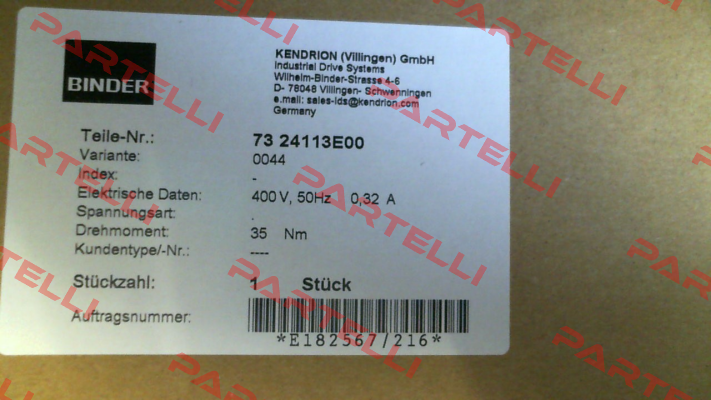 BINDER
KENDRION (Villingen) GmbH
Industrial Drive Systems
Wilhelm-Binder-Strasse 4-6
D- 78048 Villingen- Schwenningen
e.mail: sales-ids@kendrion.com
Germany
Teile-Nr.: 73 24113E00
Variante: 0044
Index: -
Elektrische Daten: 400 V, 50Hz 0,32 A
Spannungsart: .
Drehmoment: 35 Nm
Kundentype/-Nr.: ----
Stückzahl: 1 Stück
Auftragsnummer:
*E182567/216*
PARTELLI
PARTELLI
PARTELLI
PARTELLI
PARTELLI
PARTELLI
PARTELLI
PARTELLI